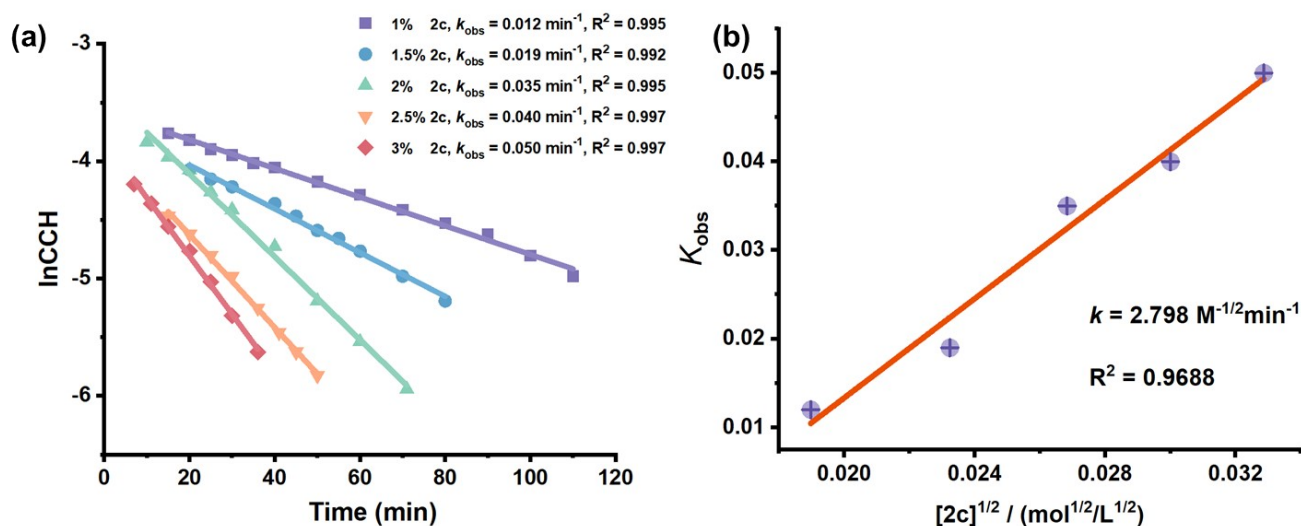 (a)
1% 2c, kobs = 0.012 min⁻¹, R² = 0.995
1.5% 2c, kobs = 0.019 min⁻¹, R² = 0.992
2% 2c, kobs = 0.035 min⁻¹, R² = 0.995
2.5% 2c, kobs = 0.040 min⁻¹, R² = 0.997
3% 2c, kobs = 0.050 min⁻¹, R² = 0.997
-3
-4
-5
-6
lnCCH
0 20 40 60 80 100 120
Time (min)
(b)
0.05
0.04
0.03
0.02
0.01
Kobs
k = 2.798 M⁻¹/²min⁻¹
R² = 0.9688
0.020 0.024 0.028 0.032
[2c]¹/² / (mol¹/²/L¹/²)